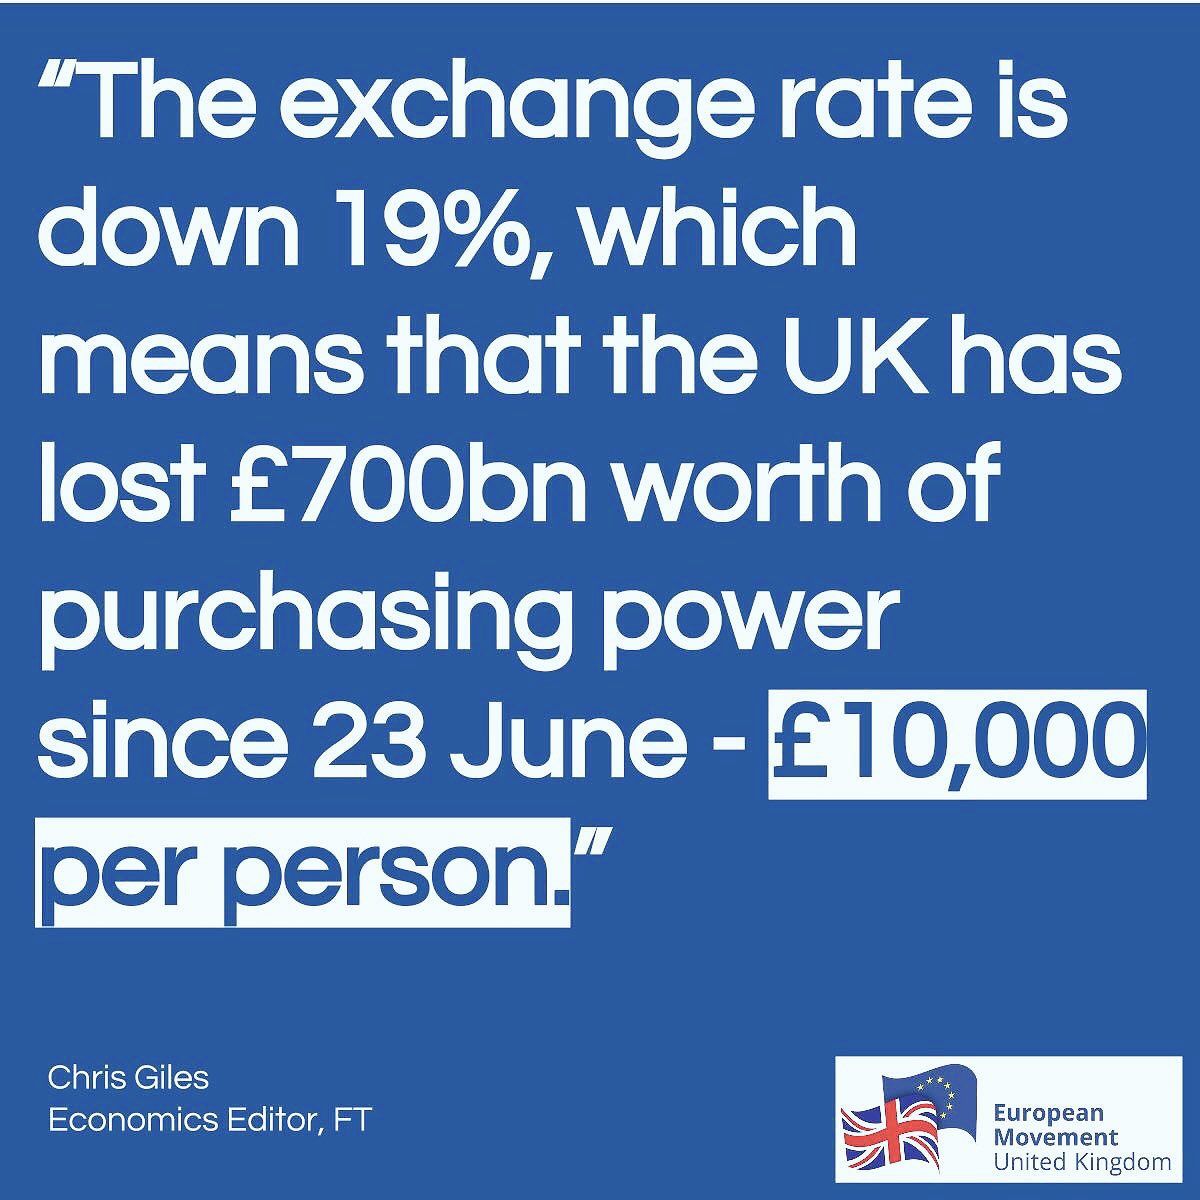 “The exchange rate is
down 19%, which
means that the UK has
lost £700bn worth of
purchasing power
since 23 June - £10,000
per person.”
Chris Giles
Economics Editor, FT
European
Movement
United Kingdom